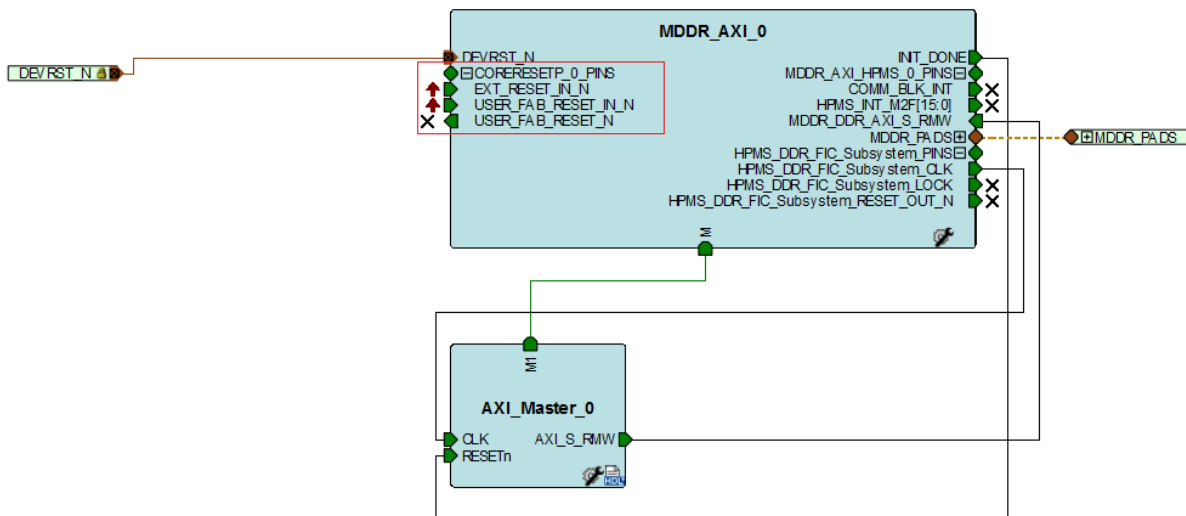 MDDR_AXI_0
DEVRST_N
DEVRST_N
INIT_DONE
CORERESETP_0_PINS
MDDR_AXI_HPMS_0_PINS
EXT_RESET_IN_N
COMM_BLK_INT
USER_FAB_RESET_IN_N
HPMS_INT_M2F[15:0]
USER_FAB_RESET_N
MDDR_DDR_AXI_S_RMW
MDDR_PADS
MDDR_PADS
HPMS_DDR_FIC_Subsystem_PINS
HPMS_DDR_FIC_Subsystem_CLK
HPMS_DDR_FIC_Subsystem_LOCK
HPMS_DDR_FIC_Subsystem_RESET_OUT_N
M
M1
AXI_Master_0
CLK
AXI_S_RMW
RESETn
HDL